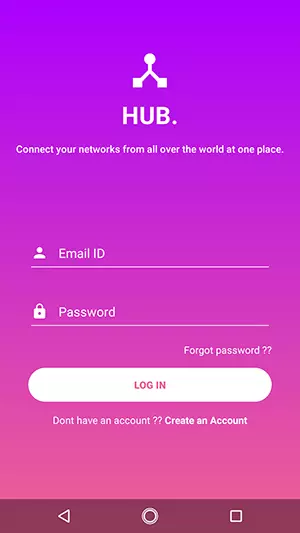 HUB.
Connect your networks from all over the world at one place.
Email ID
Password
Forgot password ??
LOG IN
Dont have an account ?? Create an Account